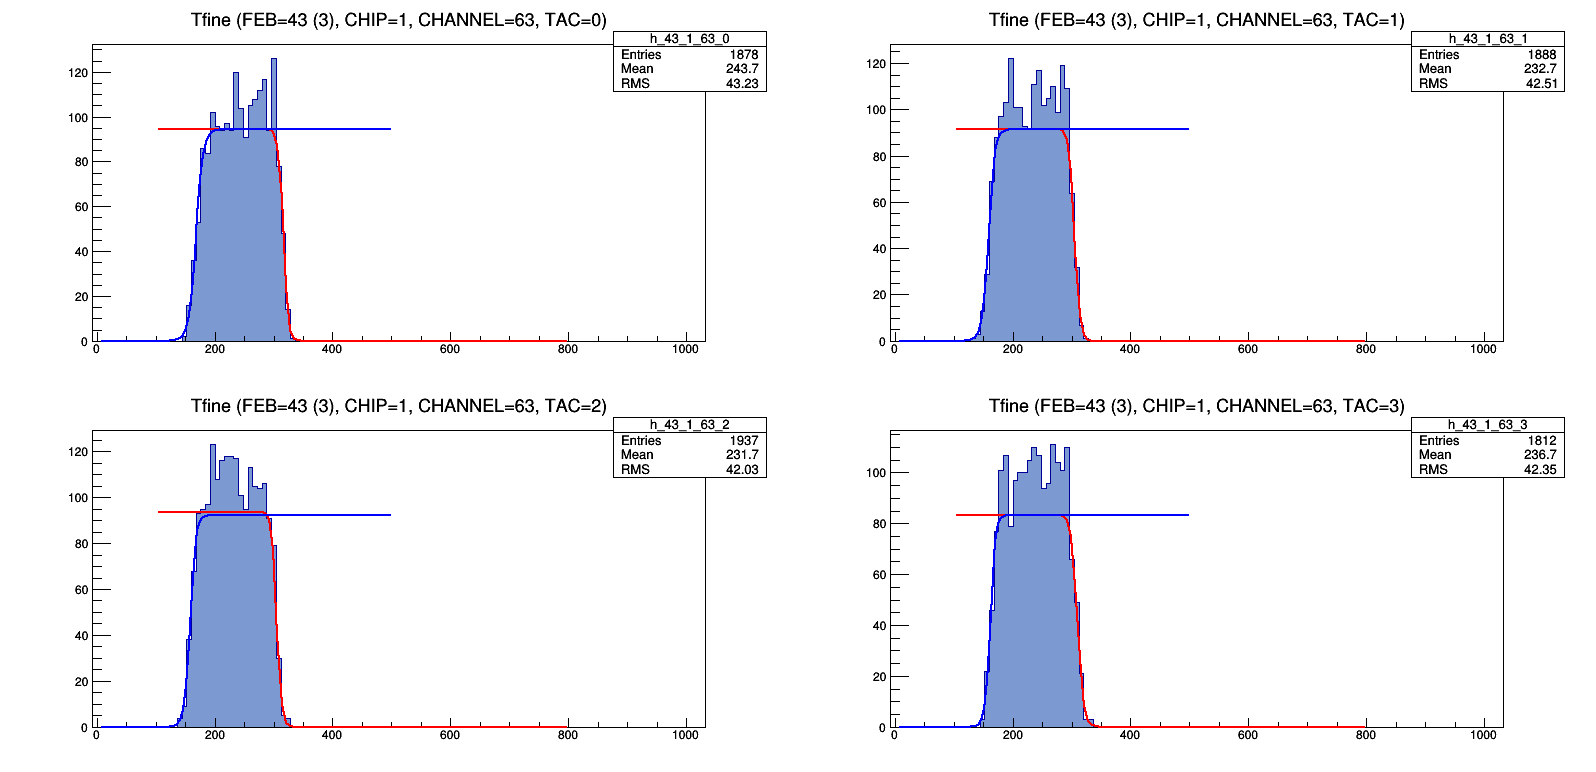 Tfine (FEB=43 (3), CHIP=1, CHANNEL=63, TAC=0)
h_43_1_63_0
Entries 1878
Mean 243.7
RMS 43.23
120
100
80
60
40
20
0
0 200 400 600 800 1000
Tfine (FEB=43 (3), CHIP=1, CHANNEL=63, TAC=1)
h_43_1_63_1
Entries 1888
Mean 232.7
RMS 42.51
120
100
80
60
40
20
0
0 200 400 600 800 1000
Tfine (FEB=43 (3), CHIP=1, CHANNEL=63, TAC=2)
h_43_1_63_2
Entries 1937
Mean 231.7
RMS 42.03
120
100
80
60
40
20
0
0 200 400 600 800 1000
Tfine (FEB=43 (3), CHIP=1, CHANNEL=63, TAC=3)
h_43_1_63_3
Entries 1812
Mean 236.7
RMS 42.35
100
80
60
40
20
0
0 200 400 600 800 1000